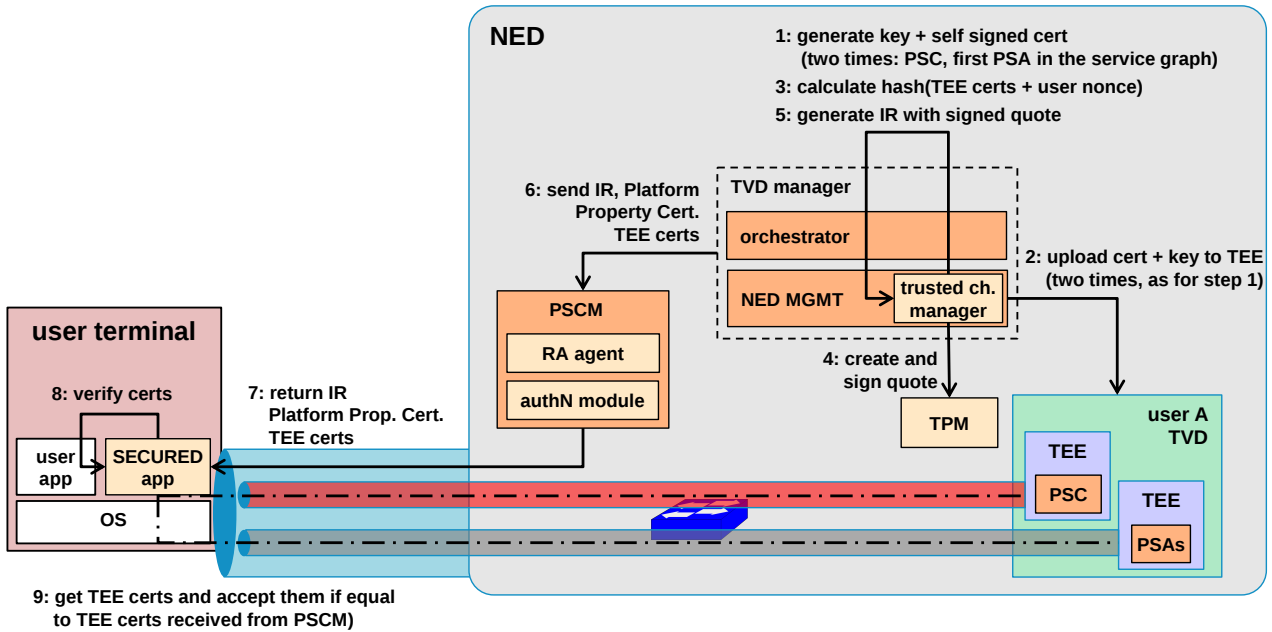 NED
1: generate key + self signed cert
(two times: PSC, first PSA in the service graph)
3: calculate hash(TEE certs + user nonce)
5: generate IR with signed quote
6: send IR, Platform
Property Cert.
TEE certs
TVD manager
orchestrator
NED MGMT
trusted ch.
manager
2: upload cert + key to TEE
(two times, as for step 1)
PSCM
RA agent
authN module
4: create and
sign quote
TPM
user terminal
8: verify certs
7: return IR
Platform Prop. Cert.
TEE certs
user
app
SECURED
app
OS
user A
TVD
TEE
PSC
TEE
PSAs
9: get TEE certs and accept them if equal
to TEE certs received from PSCM)